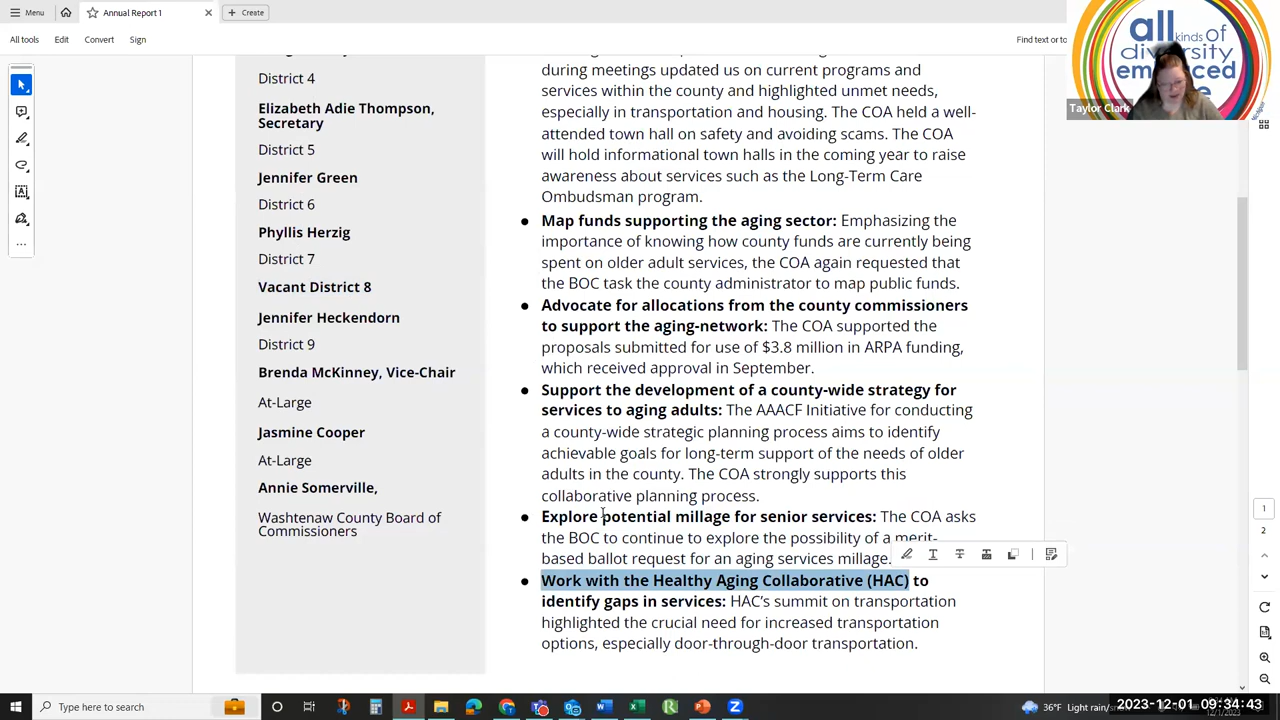 Menu
Annual Report 1
Create
All tools
Edit
Convert
Sign
Find text or to
all kinds of
diversity
embraced
Taylor Clark
District 4
Elizabeth Adie Thompson,
Secretary
District 5
Jennifer Green
District 6
Phyllis Herzig
District 7
Vacant District 8
Jennifer Heckendorn
District 9
Brenda McKinney, Vice-Chair
At-Large
Jasmine Cooper
At-Large
Annie Somerville,
Washtenaw County Board of
Commissioners
during meetings updated us on current programs and
services within the county and highlighted unmet needs,
especially in transportation and housing. The COA held a well-
attended town hall on safety and avoiding scams. The COA
will hold informational town halls in the coming year to raise
awareness about services such as the Long-Term Care
Ombudsman program.
● Map funds supporting the aging sector: Emphasizing the
importance of knowing how county funds are currently being
spent on older adult services, the COA again requested that
the BOC task the county administrator to map public funds.
● Advocate for allocations from the county commissioners
to support the aging-network: The COA supported the
proposals submitted for use of $3.8 million in ARPA funding,
which received approval in September.
● Support the development of a county-wide strategy for
services to aging adults: The AAACF Initiative for conducting
a county-wide strategic planning process aims to identify
achievable goals for long-term support of the needs of older
adults in the county. The COA strongly supports this
collaborative planning process.
● Explore potential millage for senior services: The COA asks
the BOC to continue to explore the possibility of a merit-
based ballot request for an aging services millage.
● Work with the Healthy Aging Collaborative (HAC) to
identify gaps in services: HAC's summit on transportation
highlighted the crucial need for increased transportation
options, especially door-through-door transportation.
1
2
Type here to search
36°F Light rain
2023-12-01 09:34:43